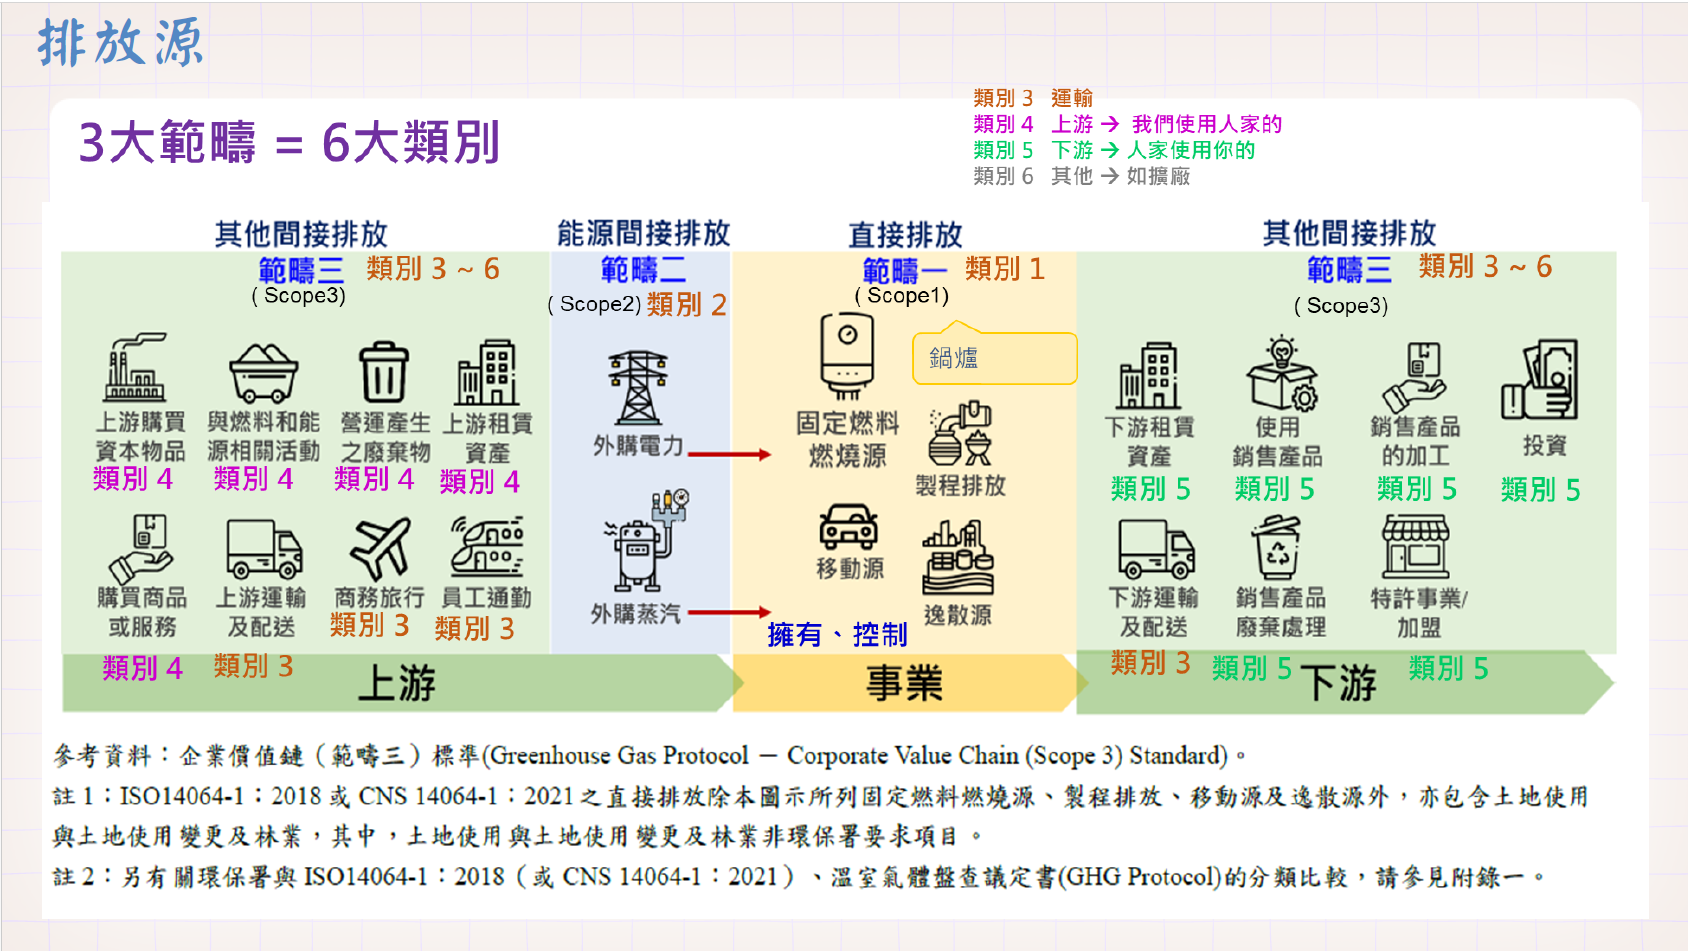 排放源
3大範疇 = 6大類別
類別 3 運輸
類別 4 上游 → 我們使用人家的
類別 5 下游 → 人家使用你的
類別 6 其他 → 如擴廠
其他間接排放
範疇三 類別 3 ~ 6
( Scope3)
上游購買
資本物品
類別 4
與燃料和能
源相關活動
類別 4
營運產生
之廢棄物
類別 4
上游租賃
資產
類別 4
購買商品
或服務
類別 4
上游運輸
及配送
類別 3
商務旅行
類別 3
員工通勤
類別 3
上游
能源間接排放
範疇二
( Scope2) 類別 2
外購電力
外購蒸汽
直接排放
範疇一 類別 1
( Scope1)
鍋爐
固定燃料
燃燒源
製程排放
移動源
逸散源
擁有、控制
事業
其他間接排放
範疇三 類別 3 ~ 6
( Scope3)
下游租賃
資產
類別 5
使用
銷售產品
類別 5
銷售產品
的加工
類別 5
投資
類別 5
下游運輸
及配送
類別 3
銷售產品
廢棄處理
類別 5
特許事業/
加盟
類別 5
下游
參考資料：企業價值鏈（範疇三）標準(Greenhouse Gas Protocol － Corporate Value Chain (Scope 3) Standard)。
註 1：ISO14064-1：2018 或 CNS 14064-1：2021 之直接排放除本圖示所列固定燃料燃燒源、製程排放、移動源及逸散源外，亦包含土地使用
與土地使用變更及林業，其中，土地使用與土地使用變更及林業非環保署要求項目。
註 2：另有關環保署與 ISO14064-1：2018（或 CNS 14064-1：2021）、溫室氣體盤查議定書(GHG Protocol)的分類比較，請參見附錄一。